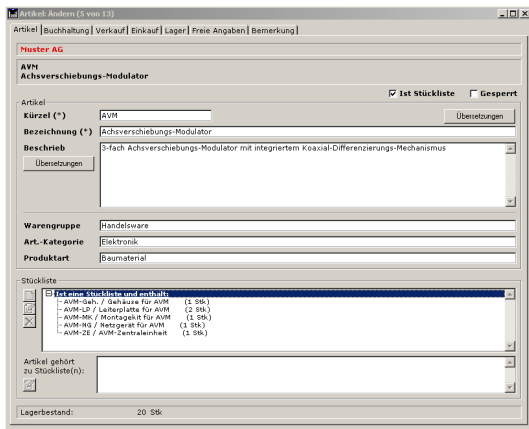 Artikel: Ändern (5 von 13)
Artikel Buchhaltung Verkauf Einkauf Lager Freie Angaben Bemerkung
Muster AG
AVM
Achsverschiebungs-Modulator
Ist Stückliste Gesperrt
Artikel
Kürzel (*) AVM Übersetzungen
Bezeichnung (*) Achsverschiebungs-Modulator
Beschrieb 3-fach Achsverschiebungs-Modulator mit integriertem Koaxial-Differenzierungs-Mechanismus
Übersetzungen
Warengruppe Handelsware
Art.-Kategorie Elektronik
Produktart Baumaterial
Stückliste
Ist eine Stückliste und enthält:
AVM-Geh. / Gehäuse für AVM (1 Stk)
AVM-LP / Leiterplatte für AVM (2 Stk)
AVM-MK / Montagekit für AVM (1 Stk)
AVM-NG / Netzgerät für AVM (1 Stk)
AVM-ZE / AVM-Zentraleinheit (1 Stk)
Artikel gehört
zu Stückliste(n):
Lagerbestand: 20 Stk